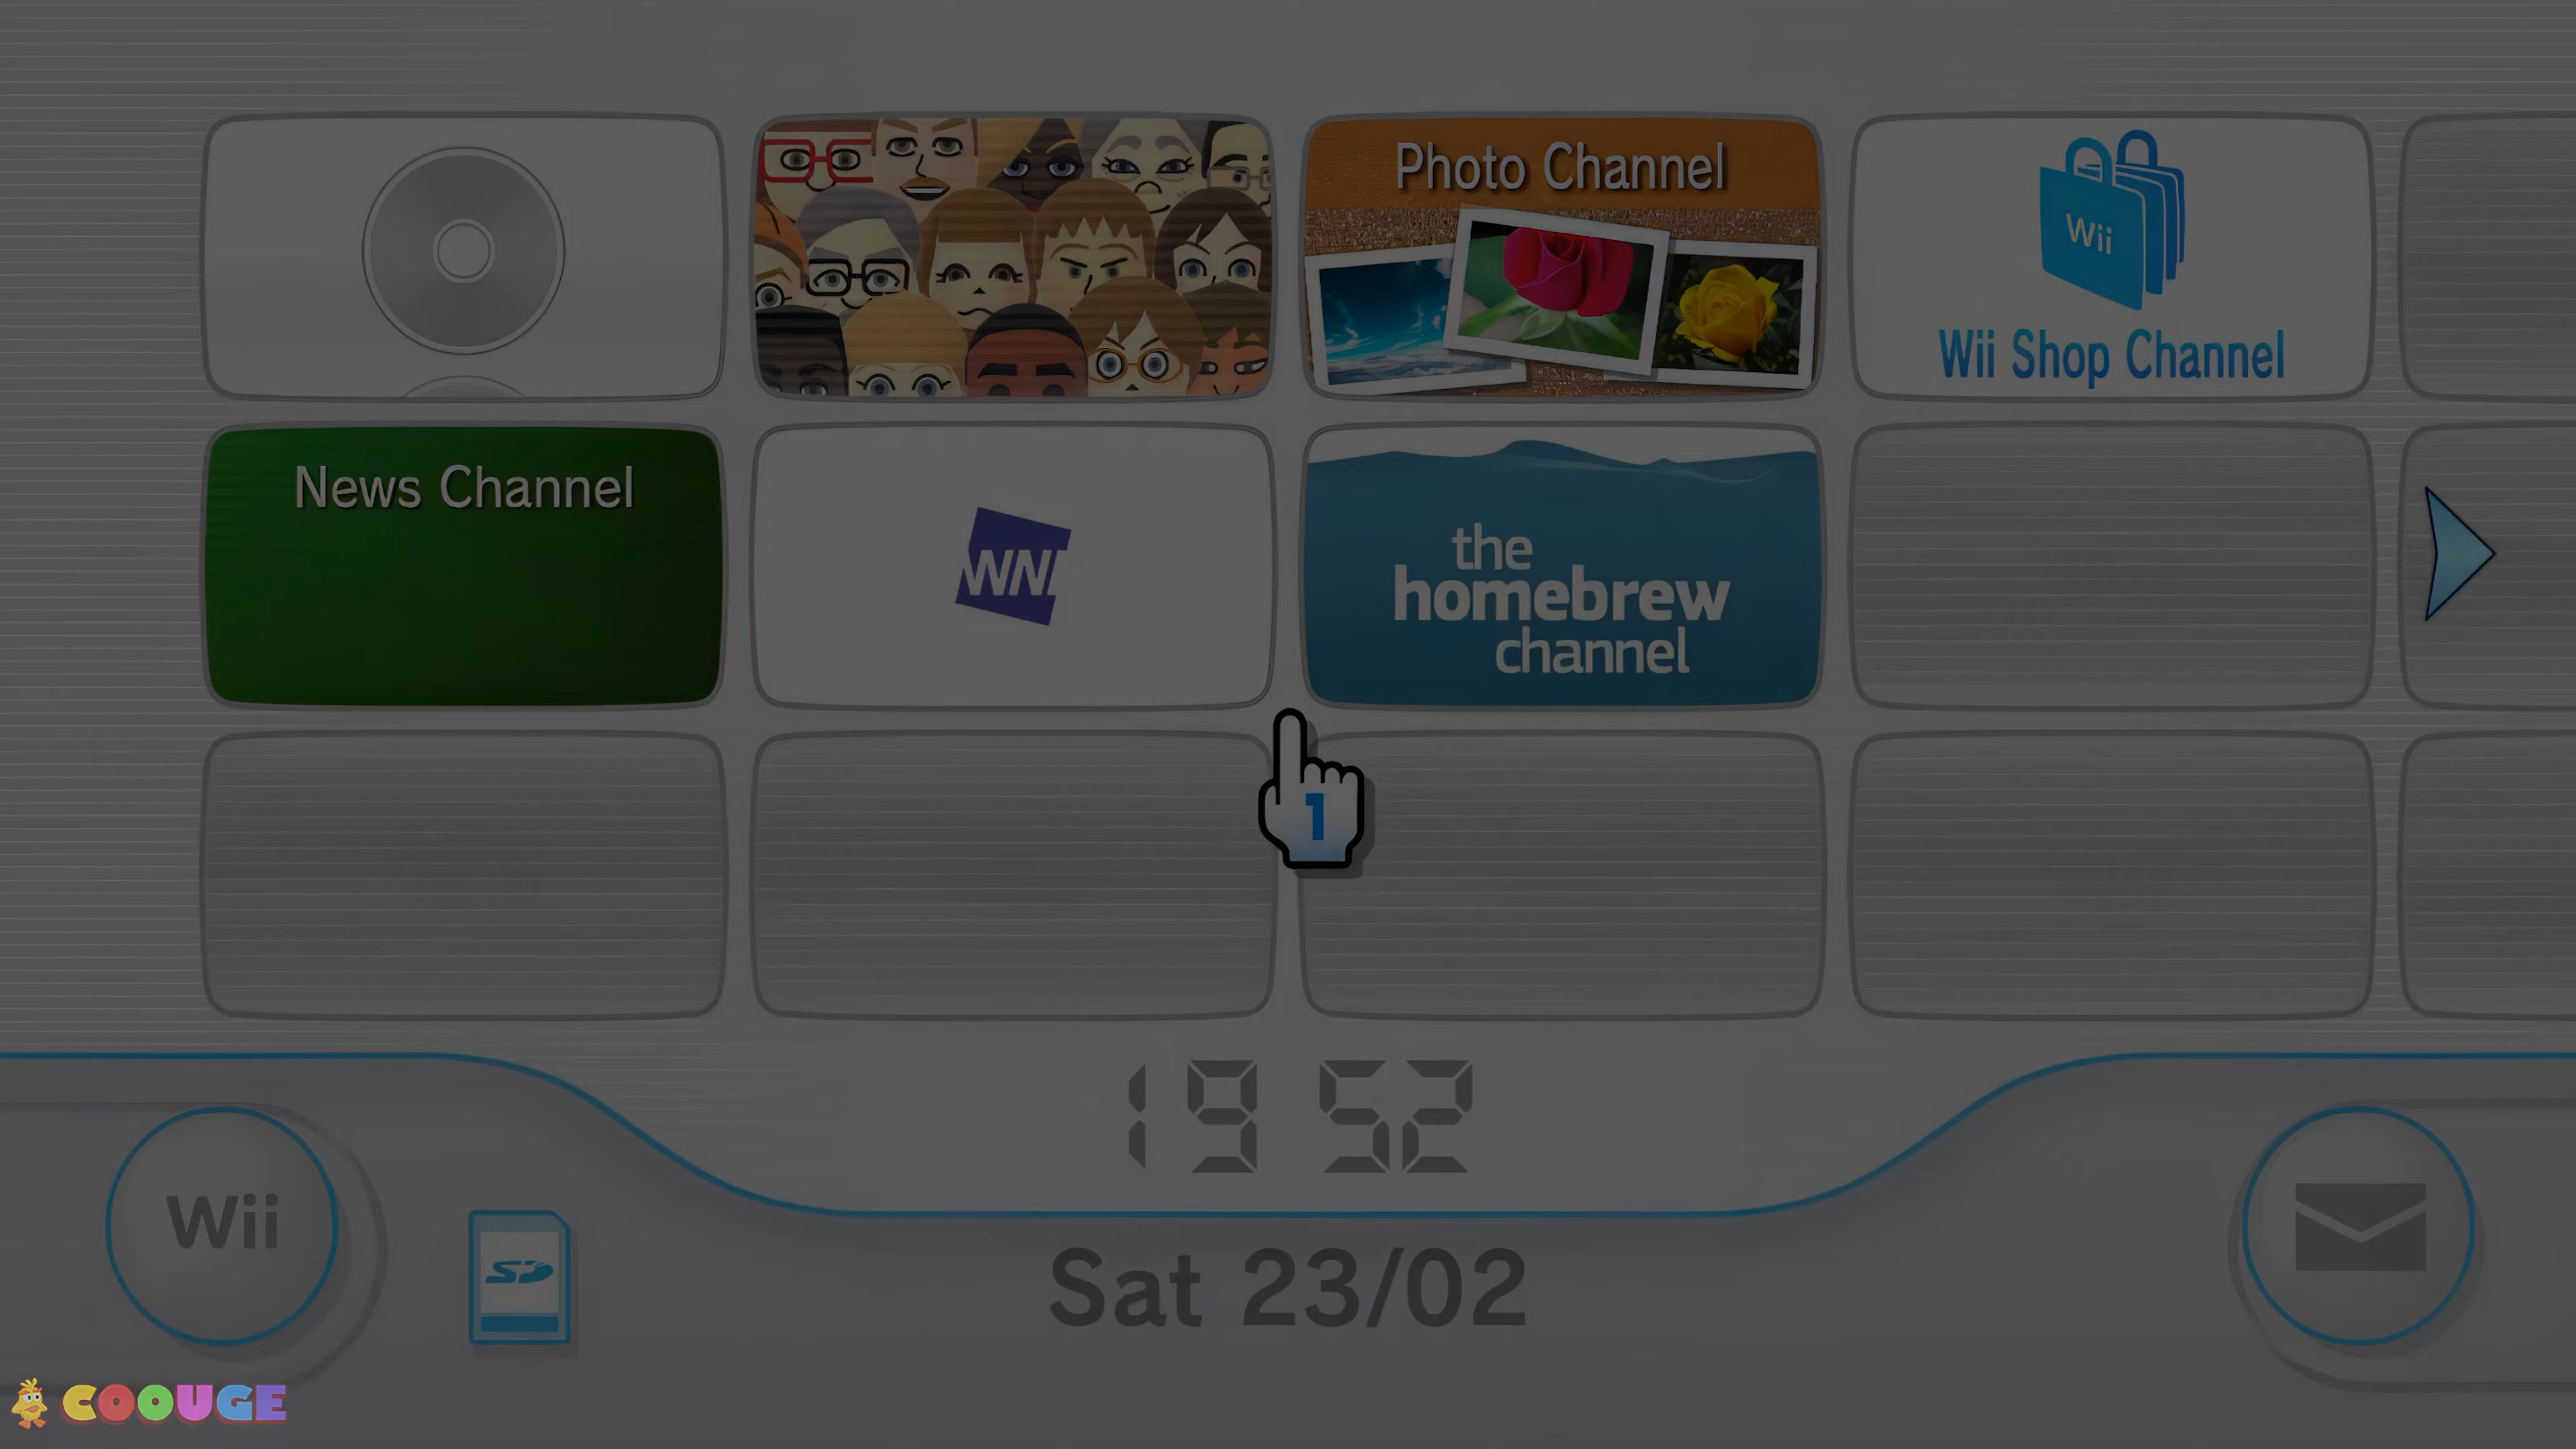 Photo Channel
Wii
Wii Shop Channel
News Channel
WNI
the
homebrew
channel
1
19 52
Wii
SD
Sat 23/02
COOUGE